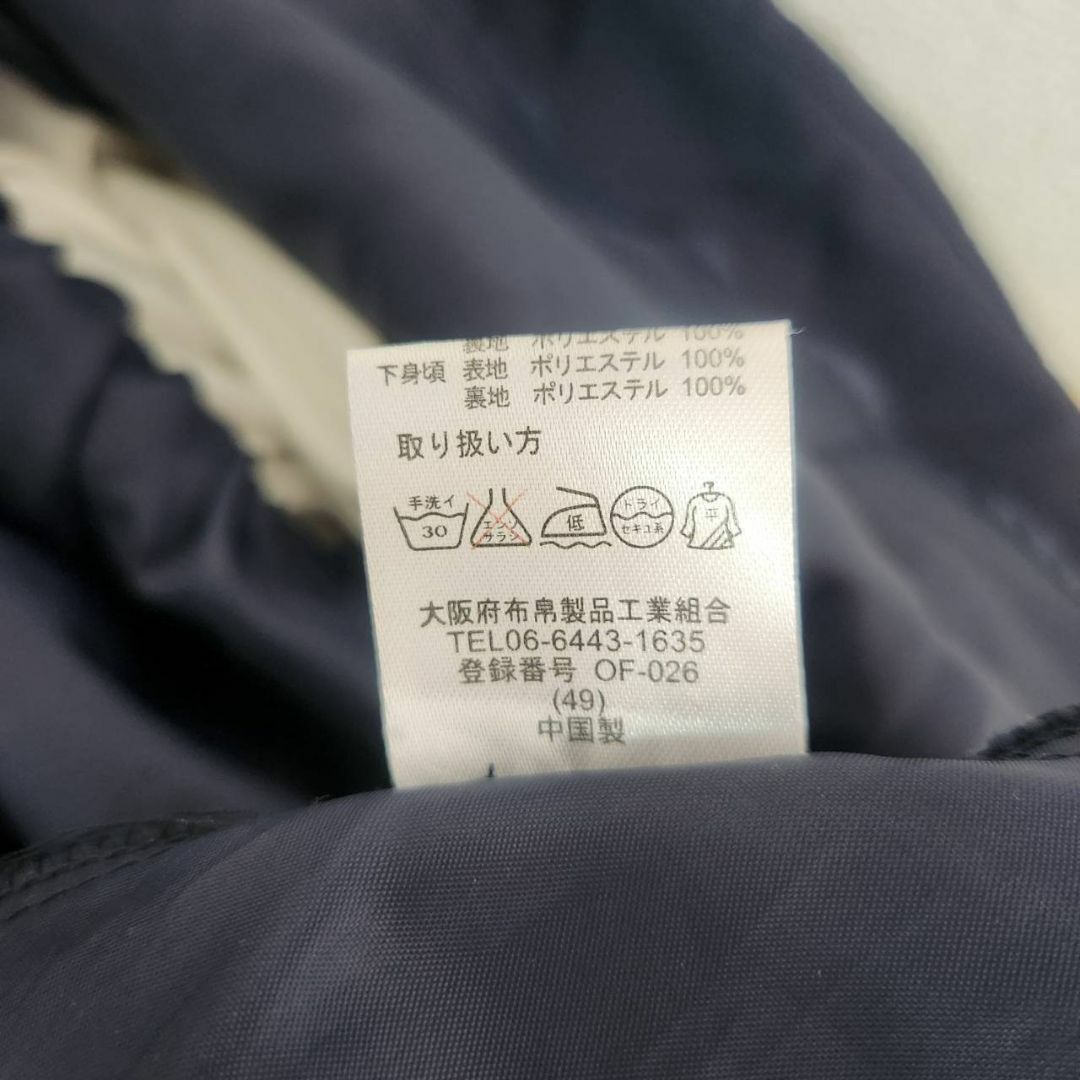 裏地 ポリエステル 100%
下身頃 表地 ポリエステル 100%
裏地 ポリエステル 100%
取り扱い方
手洗イ 30 エンソ サラシ 低 ドライ セキユ系 平
大阪府布帛製品工業組合
TEL06-6443-1635
登録番号 OF-026
(49)
中国製